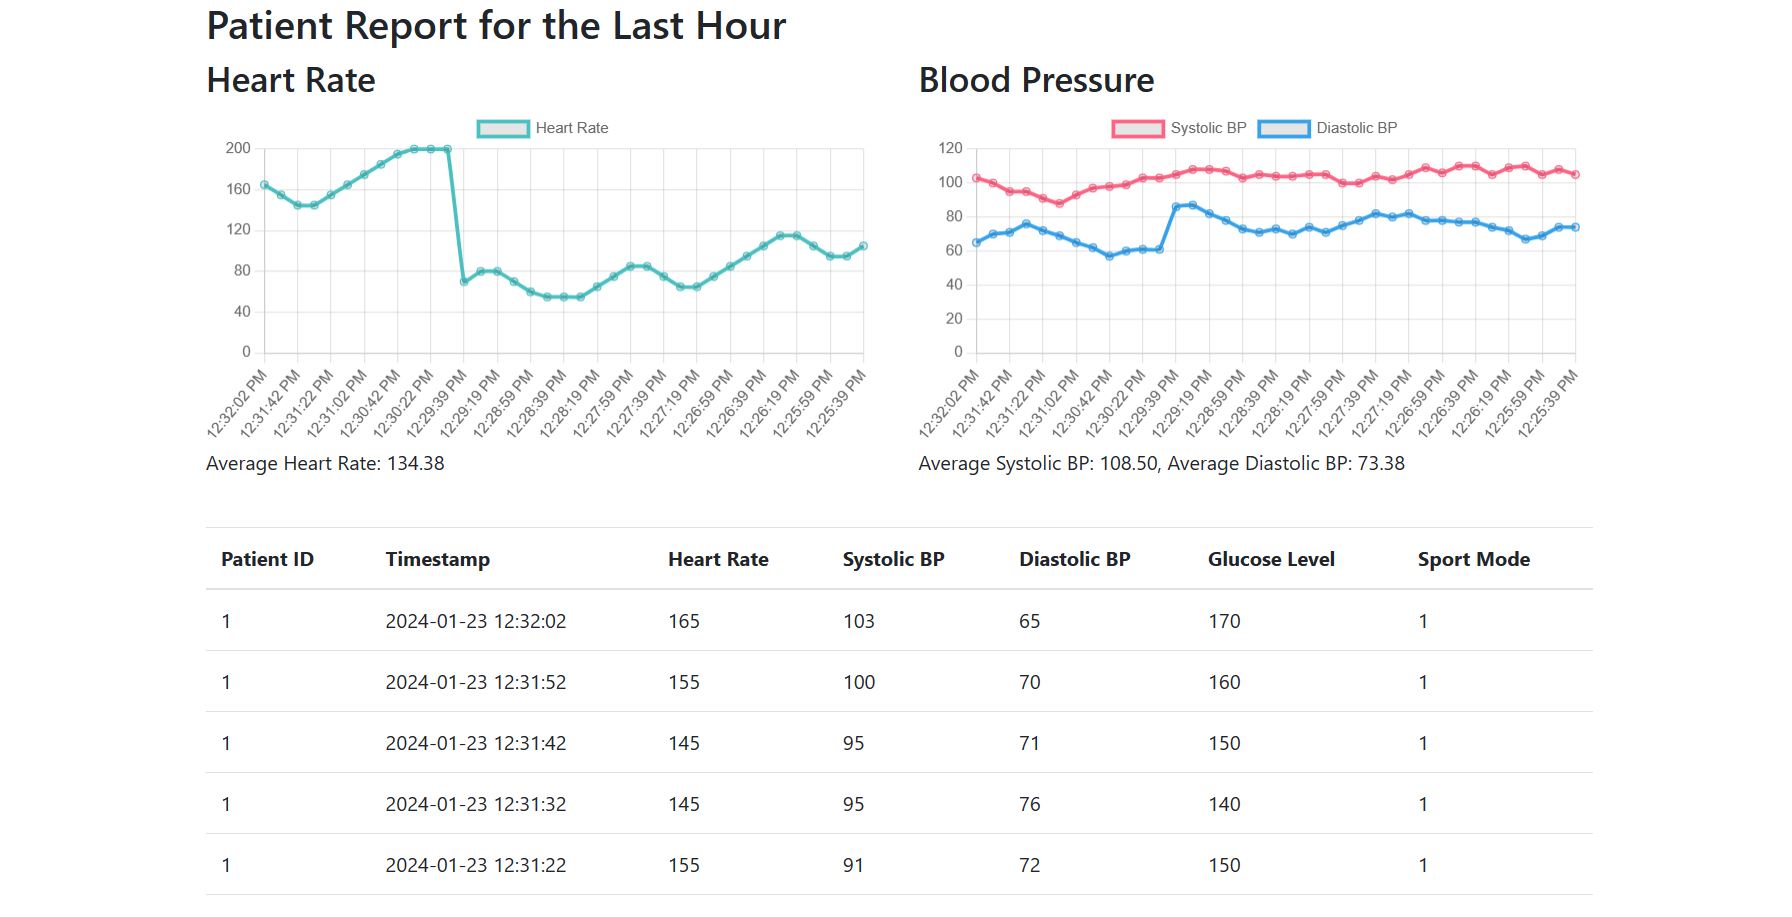 Patient Report for the Last Hour
Heart Rate
Heart Rate
200
160
120
80
40
0
12:32:02 PM
12:31:42 PM
12:31:22 PM
12:31:02 PM
12:30:42 PM
12:30:22 PM
12:29:39 PM
12:29:19 PM
12:28:59 PM
12:28:39 PM
12:28:19 PM
12:27:59 PM
12:27:39 PM
12:27:19 PM
12:26:59 PM
12:26:39 PM
12:26:19 PM
12:25:59 PM
12:25:39 PM
Average Heart Rate: 134.38
Blood Pressure
Systolic BP Diastolic BP
120
100
80
60
40
20
0
12:32:02 PM
12:31:42 PM
12:31:22 PM
12:31:02 PM
12:30:42 PM
12:30:22 PM
12:29:39 PM
12:29:19 PM
12:28:59 PM
12:28:39 PM
12:28:19 PM
12:27:59 PM
12:27:39 PM
12:27:19 PM
12:26:59 PM
12:26:39 PM
12:26:19 PM
12:25:59 PM
12:25:39 PM
Average Systolic BP: 108.50, Average Diastolic BP: 73.38
Patient ID Timestamp Heart Rate Systolic BP Diastolic BP Glucose Level Sport Mode
1 2024-01-23 12:32:02 165 103 65 170 1
1 2024-01-23 12:31:52 155 100 70 160 1
1 2024-01-23 12:31:42 145 95 71 150 1
1 2024-01-23 12:31:32 145 95 76 140 1
1 2024-01-23 12:31:22 155 91 72 150 1